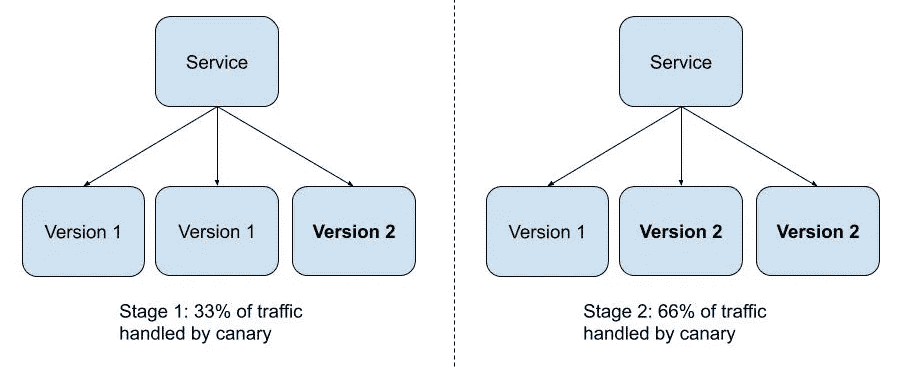 Service
Version 1
Version 1
Version 2
Stage 1: 33% of traffic
handled by canary
Service
Version 1
Version 2
Version 2
Stage 2: 66% of traffic
handled by canary